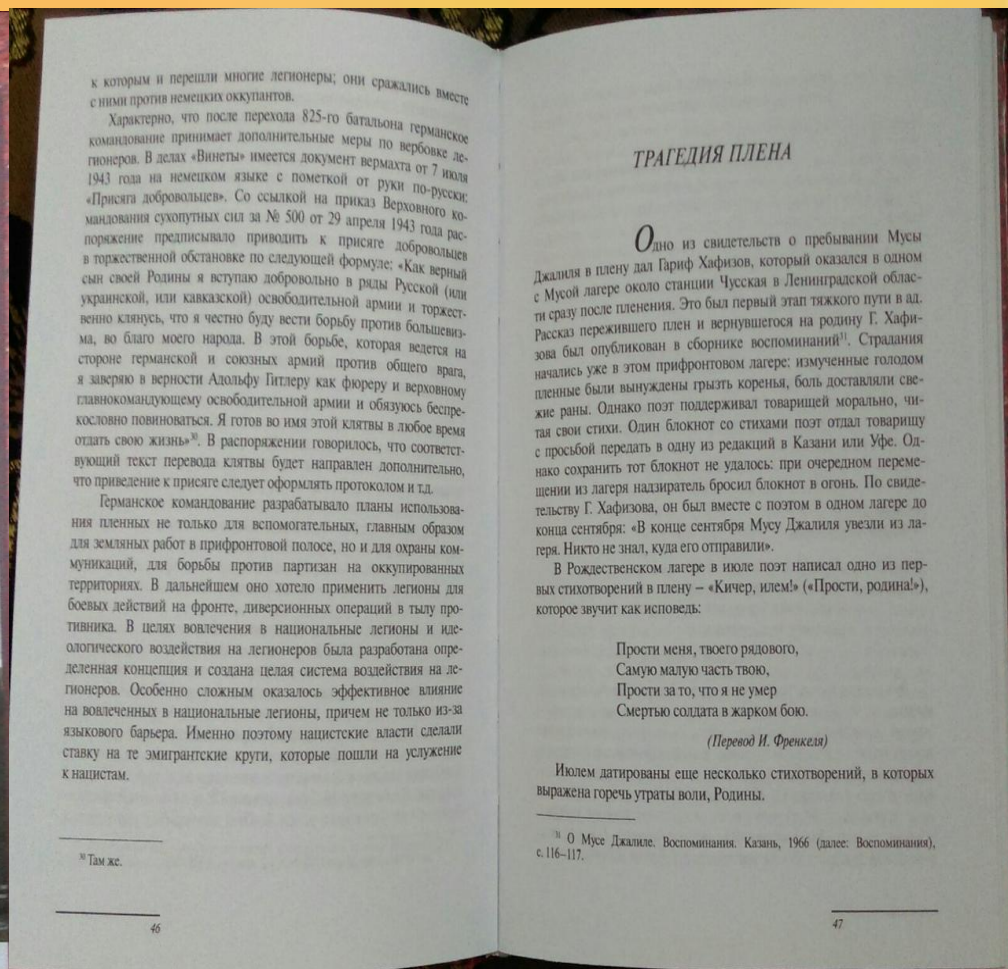 к которым и перешли многие легионеры; они сражались вместе
с ними против немецких оккупантов.
Характерно, что после перехода 825-го батальона германское
командование принимает дополнительные меры по вербовке ле-
гионеров. В делах «Винеты» имеется документ вермахта от 7 июля
1943 года на немецком языке с пометкой от руки по-русски:
«Присяга добровольцев». Со ссылкой на приказ Верховного ко-
мандования сухопутных сил за № 500 от 29 апреля 1943 года рас-
поряжение предписывало приводить к присяге добровольцев
в торжественной обстановке по следующей формуле: «Как верный
сын своей Родины я вступаю добровольно в ряды Русской (или
украинской, или кавказской) освободительной армии и торжест-
венно клянусь, что я честно буду вести борьбу против большевиз-
ма, во благо моего народа. В этой борьбе, которая ведется на
стороне германской и союзных армий против общего врага,
я заверяю в верности Адольфу Гитлеру как фюреру и верховному
главнокомандующему освободительной армии и обязуюсь беспре-
кословно повиноваться. Я готов во имя этой клятвы в любое время
отдать свою жизнь»³⁰. В распоряжении говорилось, что соответст-
вующий текст перевода клятвы будет направлен дополнительно,
что приведение к присяге следует оформлять протоколом и т.д.
Германское командование разрабатывало планы использова-
ния пленных не только для вспомогательных, главным образом
для земляных работ в прифронтовой полосе, но и для охраны ком-
муникаций, для борьбы против партизан на оккупированных
территориях. В дальнейшем оно хотело применить легионы для
боевых действий на фронте, диверсионных операций в тылу про-
тивника. В целях вовлечения в национальные легионы и иде-
ологического воздействия на легионеров была разработана опре-
деленная концепция и создана целая система воздействия на ле-
гионеров. Особенно сложным оказалось эффективное влияние
на вовлеченных в национальные легионы, причем не только из-за
языкового барьера. Именно поэтому нацистские власти сделали
ставку на те эмигрантские круги, которые пошли на услужение
к нацистам.
³⁰ Там же.
46
ТРАГЕДИЯ ПЛЕНА
Одно из свидетельств о пребывании Мусы
Джалиля в плену дал Гариф Хафизов, который оказался в одном
с Мусой лагере около станции Чусская в Ленинградской облас-
ти сразу после пленения. Это был первый этап тяжкого пути в ад.
Рассказ пережившего плен и вернувшегося на родину Г. Хафи-
зова был опубликован в сборнике воспоминаний³¹. Страдания
начались уже в этом прифронтовом лагере: измученные голодом
пленные были вынуждены грызть коренья, боль доставляли све-
жие раны. Однако поэт поддерживал товарищей морально, чи-
тая свои стихи. Один блокнот со стихами поэт отдал товарищу
с просьбой передать в одну из редакций в Казани или Уфе. Од-
нако сохранить тот блокнот не удалось: при очередном переме-
щении из лагеря надзиратель бросил блокнот в огонь. По свиде-
тельству Г. Хафизова, он был вместе с поэтом в одном лагере до
конца сентября: «В конце сентября Мусу Джалиля увезли из ла-
геря. Никто не знал, куда его отправили».
В Рождественском лагере в июле поэт написал одно из пер-
вых стихотворений в плену – «Кичер, илем!» («Прости, родина!»),
которое звучит как исповедь:
Прости меня, твоего рядового,
Самую малую часть твою,
Прости за то, что я не умер
Смертью солдата в жарком бою.
(Перевод И. Френкеля)
Июлем датированы еще несколько стихотворений, в которых
выражена горечь утраты воли, Родины.
³¹ О Мусе Джалиле. Воспоминания. Казань, 1966 (далее: Воспоминания),
с. 116–117.
47